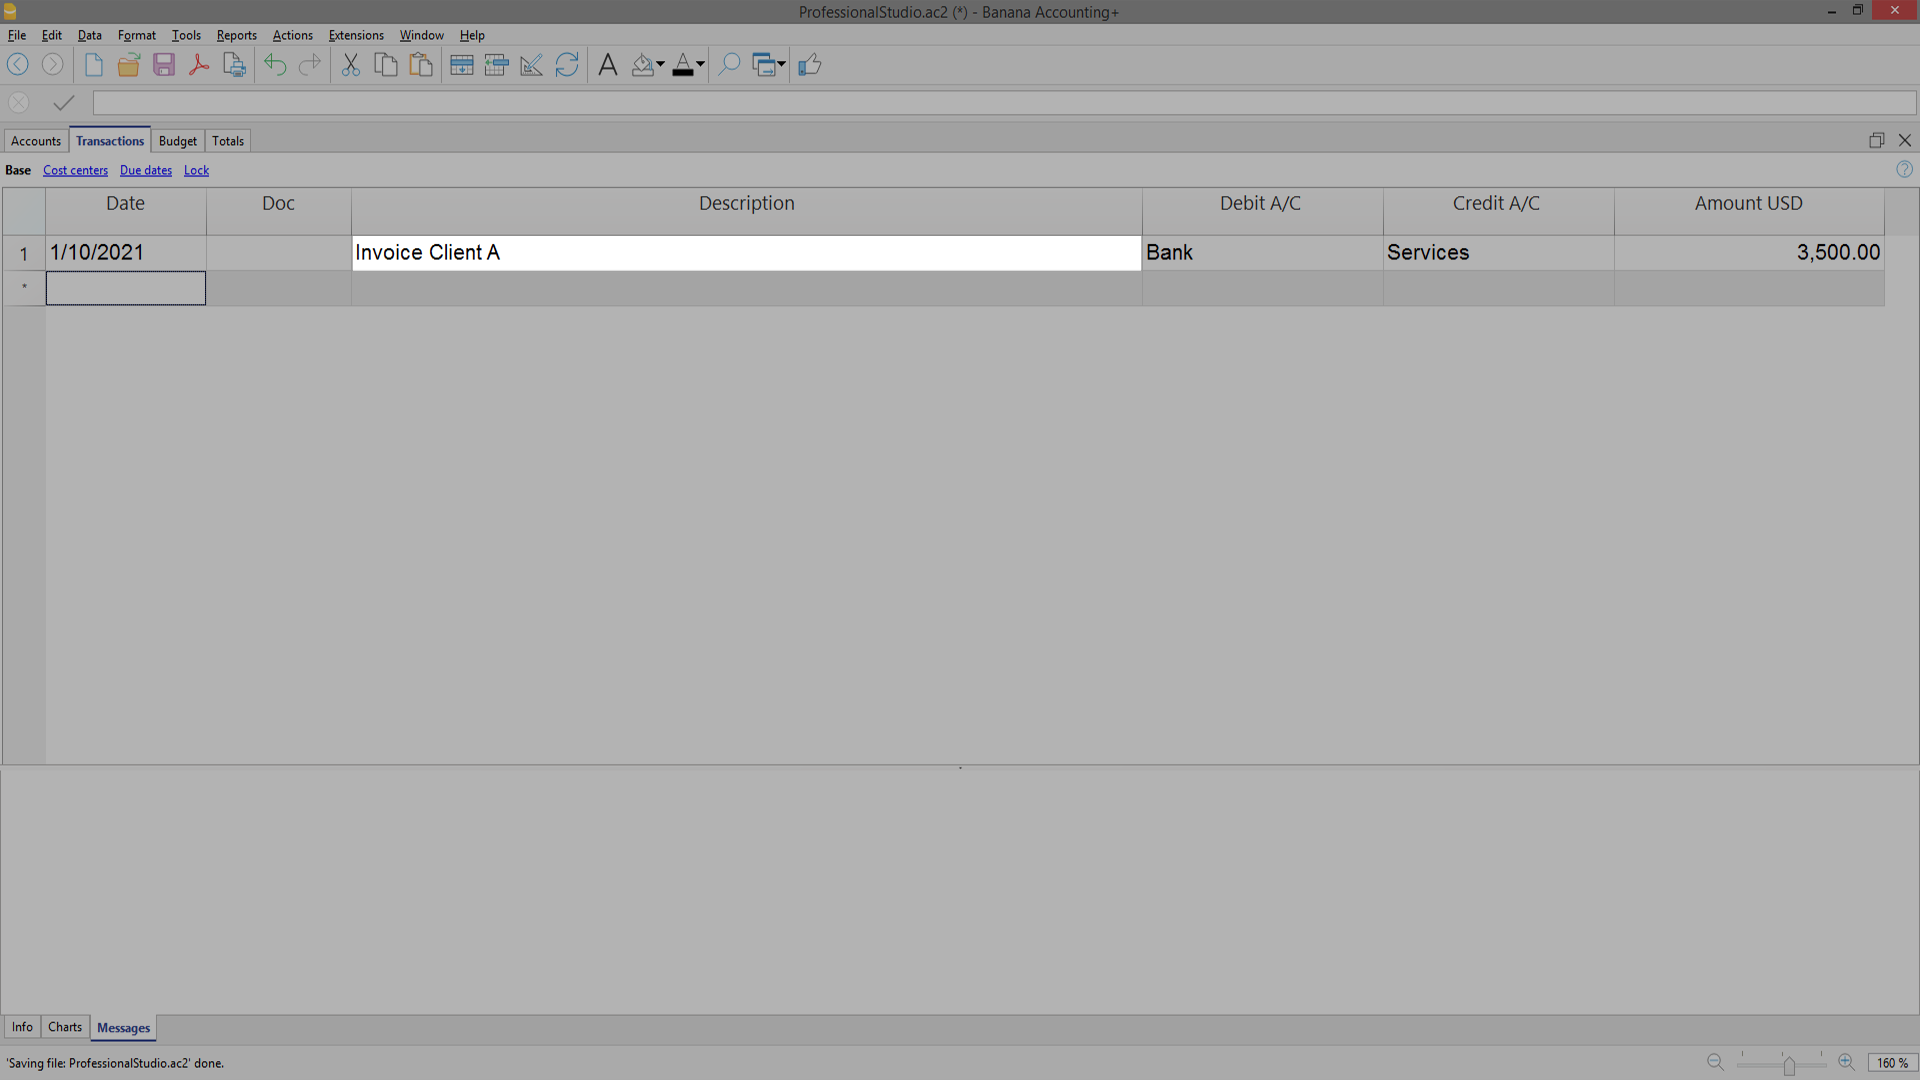 ProfessionalStudio.ac2 (*) - Banana Accounting+
File Edit Data Format Tools Reports Actions Extensions Window Help
Accounts Transactions Budget Totals
Base Cost centers Due dates Lock
Date Doc Description Debit A/C Credit A/C Amount USD
1 1/10/2021 Invoice Client A Bank Services 3,500.00
*
Info Charts Messages
'Saving file: ProfessionalStudio.ac2' done.
160 %